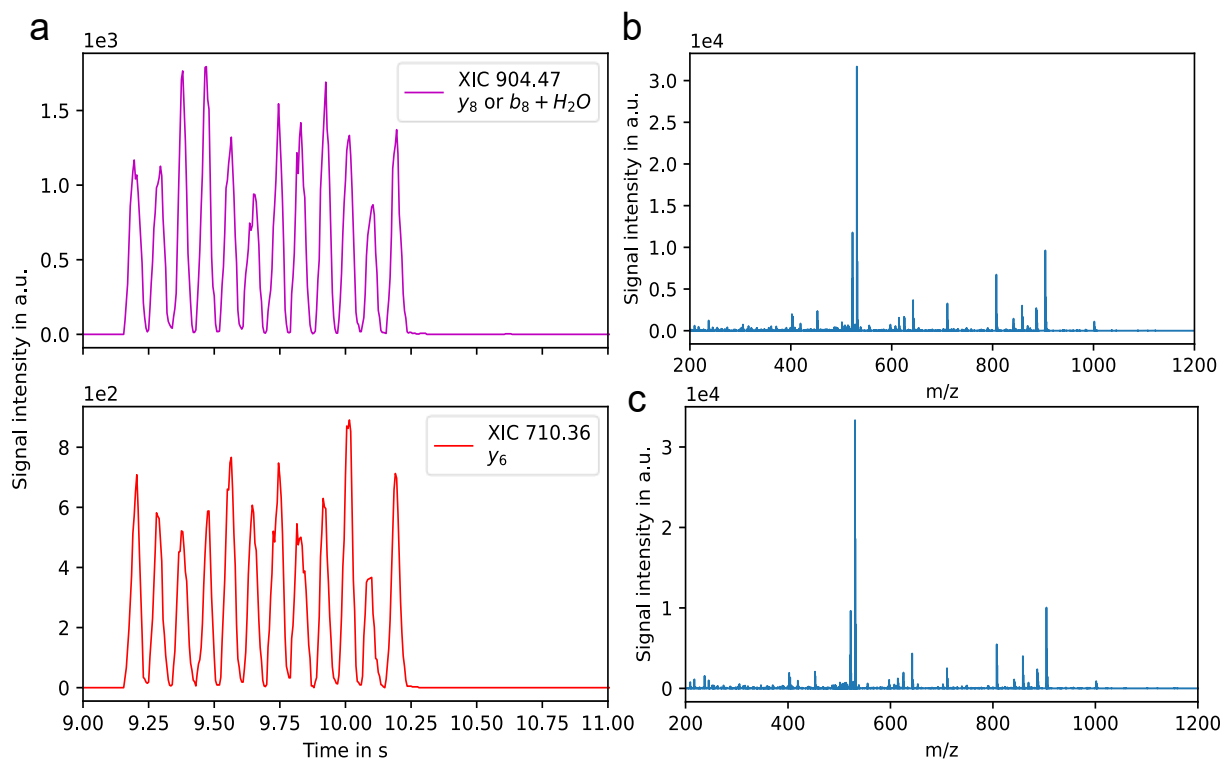 a
1e3
XIC 904.47
y₈ or b₈ + H₂O
1.5
1.0
0.5
0.0
Signal intensity in a.u.
1e2
XIC 710.36
y₆
8
6
4
2
0
9.00 9.25 9.50 9.75 10.00 10.25 10.50 10.75 11.00
Time in s
b
1e4
Signal intensity in a.u.
3.0
2.5
2.0
1.5
1.0
0.5
0.0
200 400 600 800 1000 1200
m/z
c
1e4
Signal intensity in a.u.
3
2
1
0
200 400 600 800 1000 1200
m/z